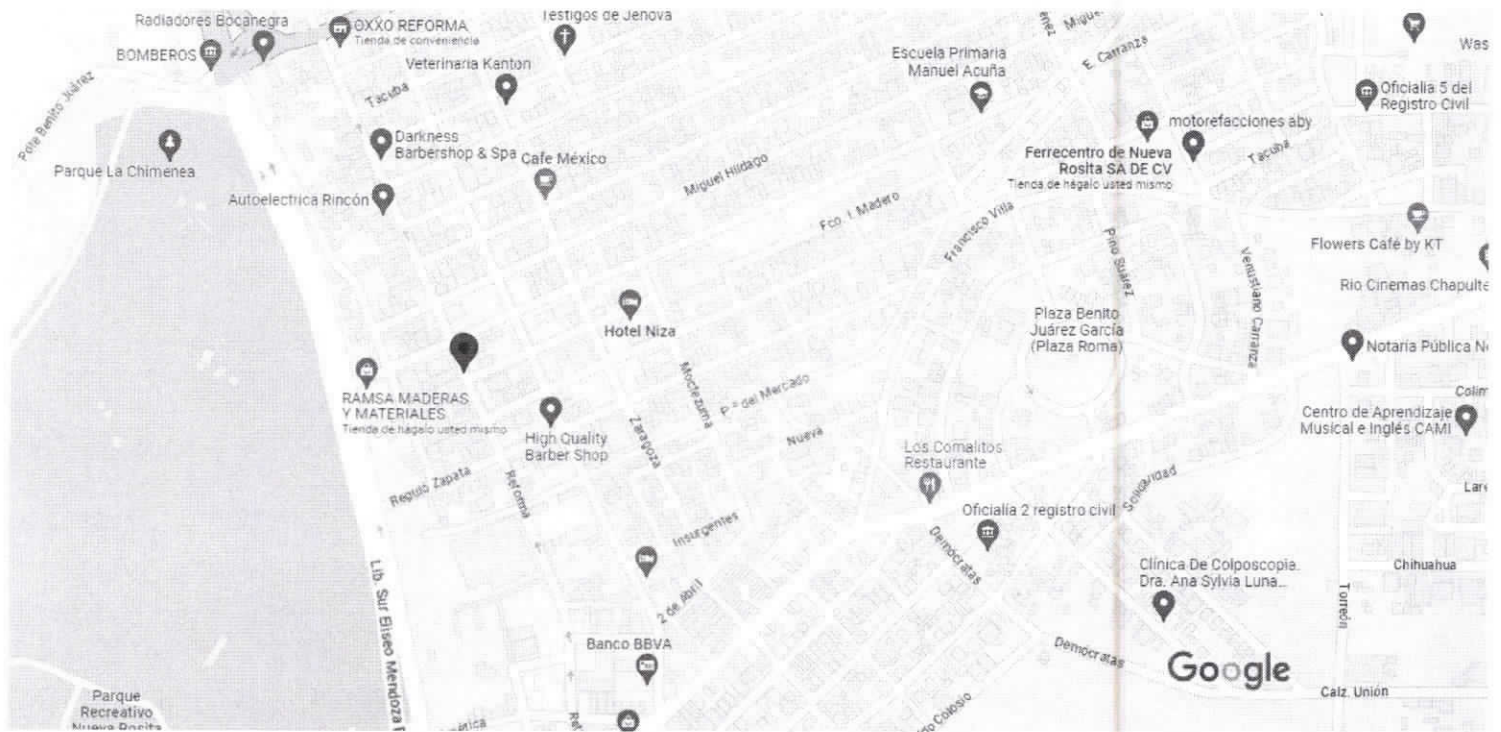 Radiadores Bocanegra
OXXO REFORMA
Tienda de conveniencia
Testigos de Jenova
BOMBEROS
Veterinaria Kanton
Escuela Primaria
Manuel Acuña
E. Carranza
Oficialia 5 del
Registro Civil
Pdte Benito Juárez
Tacuba
Parque La Chimenea
Darkness
Barbershop & Spa
Cafe México
motorefacciones aby
Ferrecentro de Nueva
Rosita SA DE CV
Tienda de hágalo usted mismo
Tacuba
Autoelectrica Rincón
Miguel Hildago
Fco. I. Madero
Francisco Villa
Pino Suárez
Venustiano Carranza
Flowers Café by KT
Rio Cinemas Chapulte
Hotel Niza
Plaza Benito
Juárez García
(Plaza Roma)
Notaría Pública
RAMSA MADERAS
Y MATERIALES
Tienda de hágalo usted mismo
High Quality
Barber Shop
Moctezuma
Zaragoza
P.º del Mercado
Nueva
Centro de Aprendizaje
Musical e Inglés CAMI
Los Comalitos
Restaurante
Regulo Zapata
Reforma
Insurgentes
Oficialía 2 registro civil
Solidaridad
Demócratas
2 de Abril
Lib. Sur Eliseo Mendoza
Clínica De Colposcopia.
Dra. Ana Sylvia Luna...
Chihuahua
Torreón
Banco BBVA
Demócratas
Google
Calz. Unión
Parque
Recreativo
Nueva Rosita
Colosio